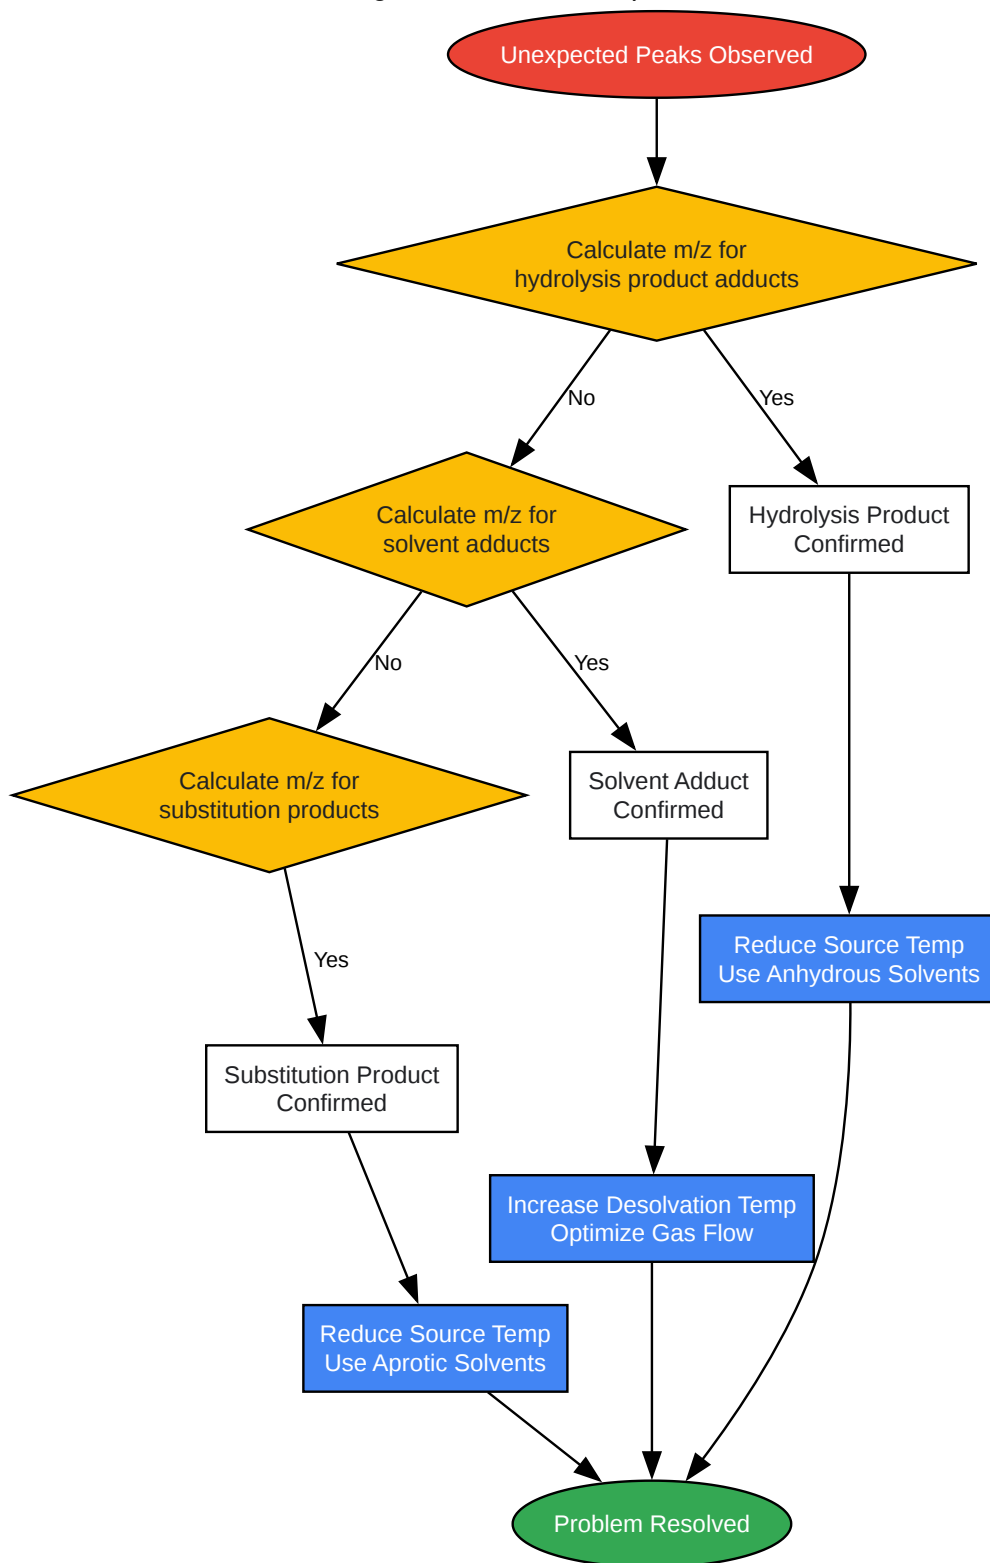 Unexpected Peaks Observed
Calculate m/z for
hydrolysis product adducts
No
Yes
Calculate m/z for
solvent adducts
Hydrolysis Product
Confirmed
No
Yes
Calculate m/z for
substitution products
Solvent Adduct
Confirmed
Reduce Source Temp
Use Anhydrous Solvents
Yes
Substitution Product
Confirmed
Increase Desolvation Temp
Optimize Gas Flow
Reduce Source Temp
Use Aprotic Solvents
Problem Resolved